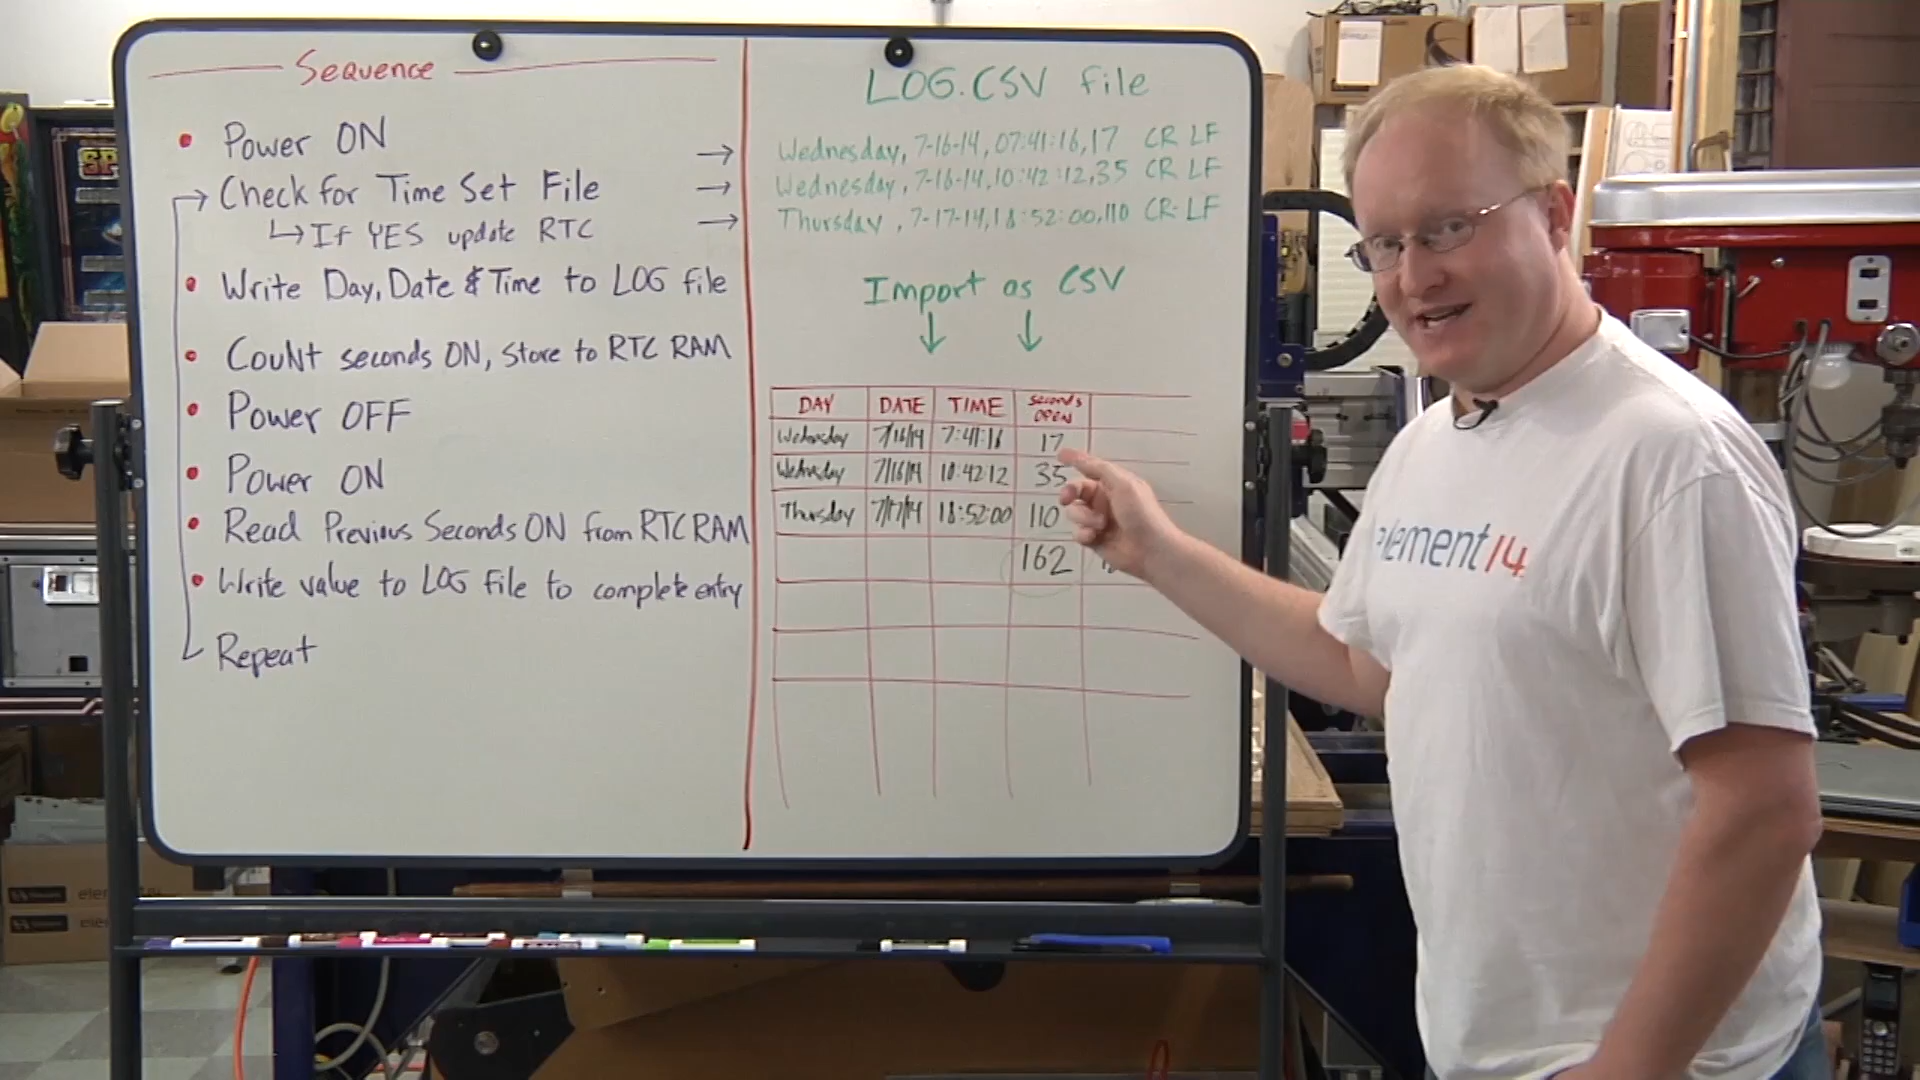 Sequence
Power ON
Check for Time Set File
If YES update RTC
Write Day, Date & Time to LOG file
Count seconds ON, Store to RTC RAM
Power OFF
Power ON
Read Previous Seconds ON from RTC RAM
Write value to LOG file to complete entry
Repeat
LOG.CSV file
Wednesday, 7-16-14, 07:41:16,17 CR LF
Wednesday, 7-16-14,10:42:12,35 CR LF
Thursday, 7-17-14,18:52:00,110 CR LF
Import as CSV
DAY DATE TIME Seconds OPEN
Wednesday 7/16/14 7:41:16 17
Wednesday 7/16/14 10:42:12 35
Thursday 7/17/14 18:52:00 110
162
element14